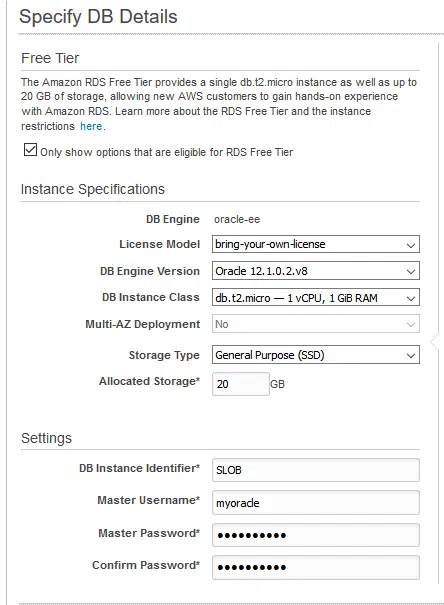 Specify DB Details
Free Tier
The Amazon RDS Free Tier provides a single db.t2.micro instance as well as up to
20 GB of storage, allowing new AWS customers to gain hands-on experience
with Amazon RDS. Learn more about the RDS Free Tier and the instance
restrictions here.
Only show options that are eligible for RDS Free Tier
Instance Specifications
DB Engine oracle-ee
License Model bring-your-own-license
DB Engine Version Oracle 12.1.0.2.v8
DB Instance Class db.t2.micro — 1 vCPU, 1 GiB RAM
Multi-AZ Deployment No
Storage Type General Purpose (SSD)
Allocated Storage* 20 GB
Settings
DB Instance Identifier* SLOB
Master Username* myoracle
Master Password* ●●●●●●●●●●
Confirm Password* ●●●●●●●●●●